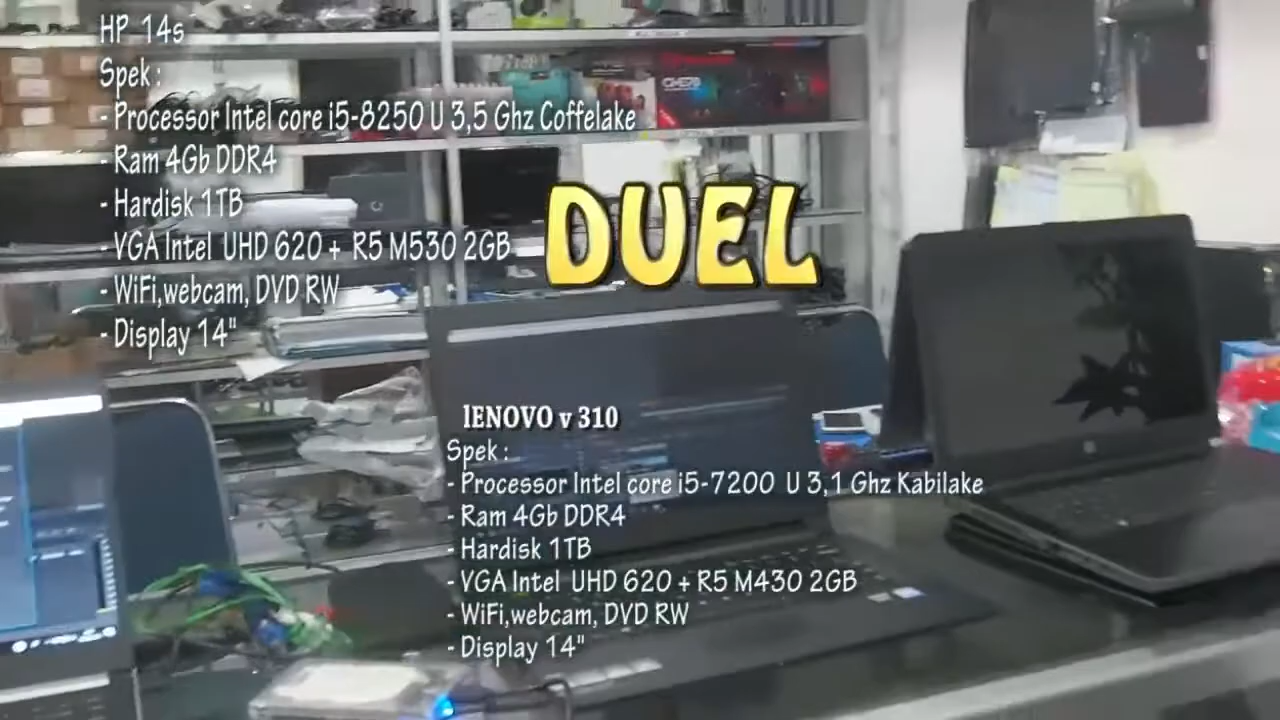 HP 14s
Spek :
- Processor Intel core i5-8250 U 3,5 Ghz Coffelake
- Ram 4Gb DDR4
- Hardisk 1TB
- VGA Intel UHD 620 + R5 M530 2GB
- WiFi,webcam, DVD RW
- Display 14"
DUEL
lENOVO v 310
Spek :
- Processor Intel core i5-7200 U 3,1 Ghz Kabilake
- Ram 4Gb DDR4
- Hardisk 1TB
- VGA Intel UHD 620 + R5 M430 2GB
- WiFi,webcam, DVD RW
- Display 14"